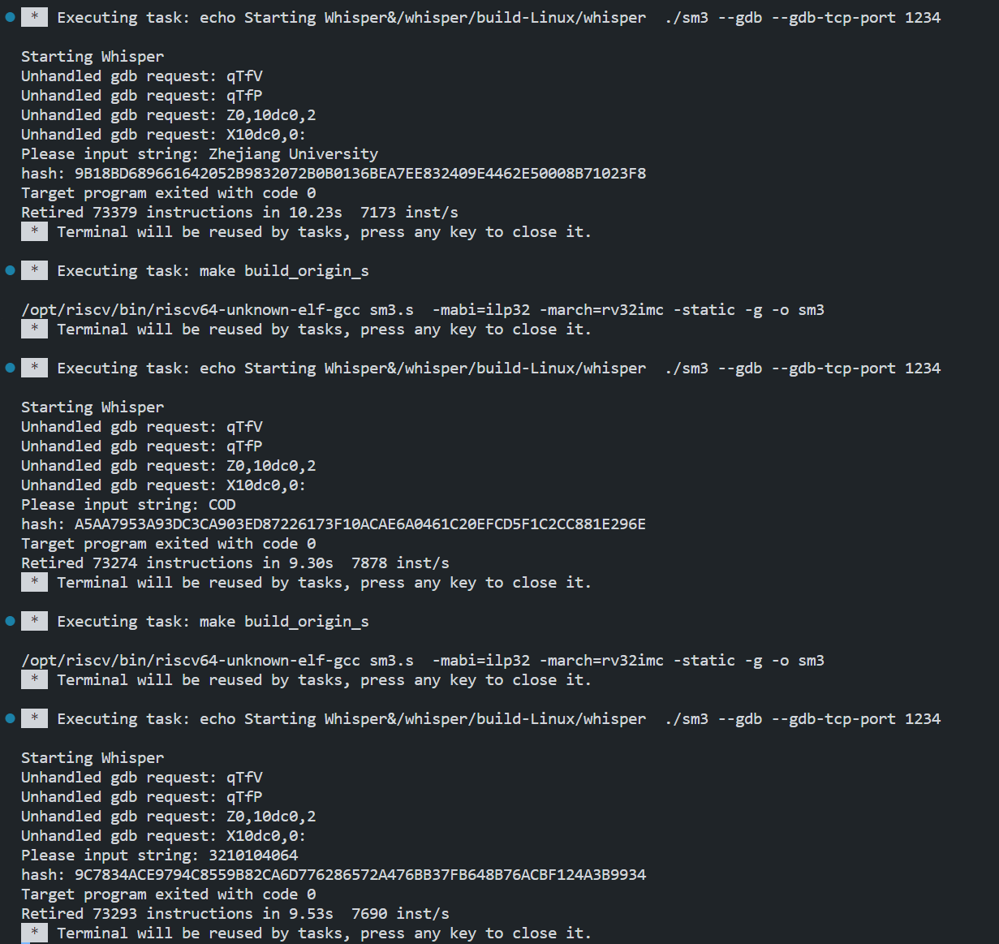 * Executing task: echo Starting Whisper&/whisper/build-Linux/whisper  ./sm3 --gdb --gdb-tcp-port 1234
Starting Whisper
Unhandled gdb request: qTfV
Unhandled gdb request: qTfP
Unhandled gdb request: Z0,10dc0,2
Unhandled gdb request: X10dc0,0:
Please input string: Zhejiang University
hash: 9B18BD689661642052B9832072B0B0136BEA7EE832409E4462E50008B71023F8
Target program exited with code 0
Retired 73379 instructions in 10.23s  7173 inst/s
* Terminal will be reused by tasks, press any key to close it.
* Executing task: make build_origin_s
/opt/riscv/bin/riscv64-unknown-elf-gcc sm3.s  -mabi=ilp32 -march=rv32imc -static -g -o sm3
* Terminal will be reused by tasks, press any key to close it.
* Executing task: echo Starting Whisper&/whisper/build-Linux/whisper  ./sm3 --gdb --gdb-tcp-port 1234
Starting Whisper
Unhandled gdb request: qTfV
Unhandled gdb request: qTfP
Unhandled gdb request: Z0,10dc0,2
Unhandled gdb request: X10dc0,0:
Please input string: COD
hash: A5AA7953A93DC3CA903ED87226173F10ACAE6A0461C20EFCD5F1C2CC881E296E
Target program exited with code 0
Retired 73274 instructions in 9.30s  7878 inst/s
* Terminal will be reused by tasks, press any key to close it.
* Executing task: make build_origin_s
/opt/riscv/bin/riscv64-unknown-elf-gcc sm3.s  -mabi=ilp32 -march=rv32imc -static -g -o sm3
* Terminal will be reused by tasks, press any key to close it.
* Executing task: echo Starting Whisper&/whisper/build-Linux/whisper  ./sm3 --gdb --gdb-tcp-port 1234
Starting Whisper
Unhandled gdb request: qTfV
Unhandled gdb request: qTfP
Unhandled gdb request: Z0,10dc0,2
Unhandled gdb request: X10dc0,0:
Please input string: 3210104064
hash: 9C7834ACE9794C8559B82CA6D776286572A476BB37FB648B76ACBF124A3B9934
Target program exited with code 0
Retired 73293 instructions in 9.53s  7690 inst/s
* Terminal will be reused by tasks, press any key to close it.